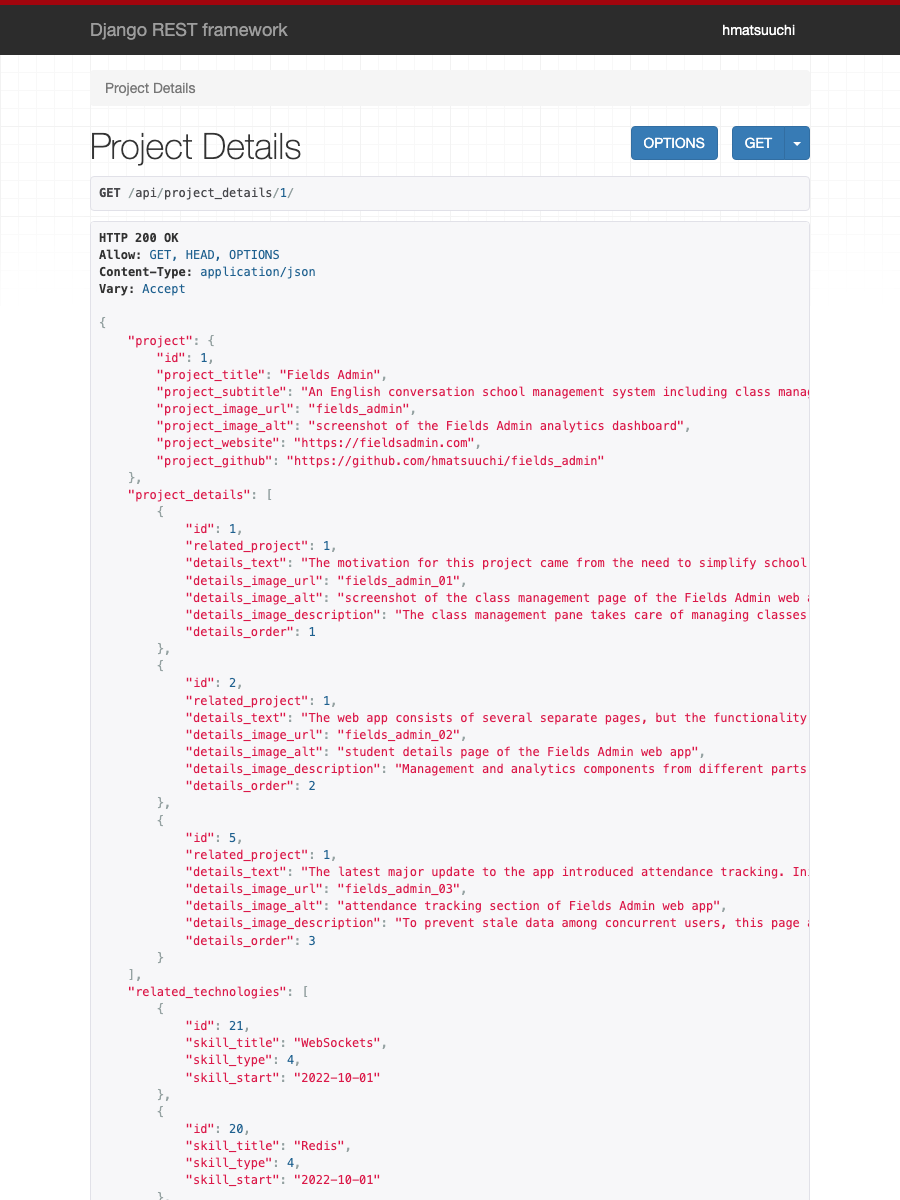 Django REST framework
hmatsuuchi
Project Details
Project Details
OPTIONS
GET
GET /api/project_details/1/
HTTP 200 OK
Allow: GET, HEAD, OPTIONS
Content-Type: application/json
Vary: Accept
{
    "project": {
        "id": 1,
        "project_title": "Fields Admin",
        "project_subtitle": "An English conversation school management system including class
        "project_image_url": "fields_admin",
        "project_image_alt": "screenshot of the Fields Admin analytics dashboard",
        "project_website": "https://fieldsadmin.com",
        "project_github": "https://github.com/hmatsuuchi/fields_admin"
    },
    "project_details": [
        {
            "id": 1,
            "related_project": 1,
            "details_text": "The motivation for this project came from the need to simplify school
            "details_image_url": "fields_admin_01",
            "details_image_alt": "screenshot of the class management page of the Fields Admin web
            "details_image_description": "The class management pane takes care of managing classes
            "details_order": 1
        },
        {
            "id": 2,
            "related_project": 1,
            "details_text": "The web app consists of several separate pages, but the functionality
            "details_image_url": "fields_admin_02",
            "details_image_alt": "student details page of the Fields Admin web app",
            "details_image_description": "Management and analytics components from different parts
            "details_order": 2
        },
        {
            "id": 5,
            "related_project": 1,
            "details_text": "The latest major update to the app introduced attendance tracking.
            "details_image_url": "fields_admin_03",
            "details_image_alt": "attendance tracking section of Fields Admin web app",
            "details_image_description": "To prevent stale data among concurrent users, this page
            "details_order": 3
        }
    ],
    "related_technologies": [
        {
            "id": 21,
            "skill_title": "WebSockets",
            "skill_type": 4,
            "skill_start": "2022-10-01"
        },
        {
            "id": 20,
            "skill_title": "Redis",
            "skill_type": 4,
            "skill_start": "2022-10-01"
        },